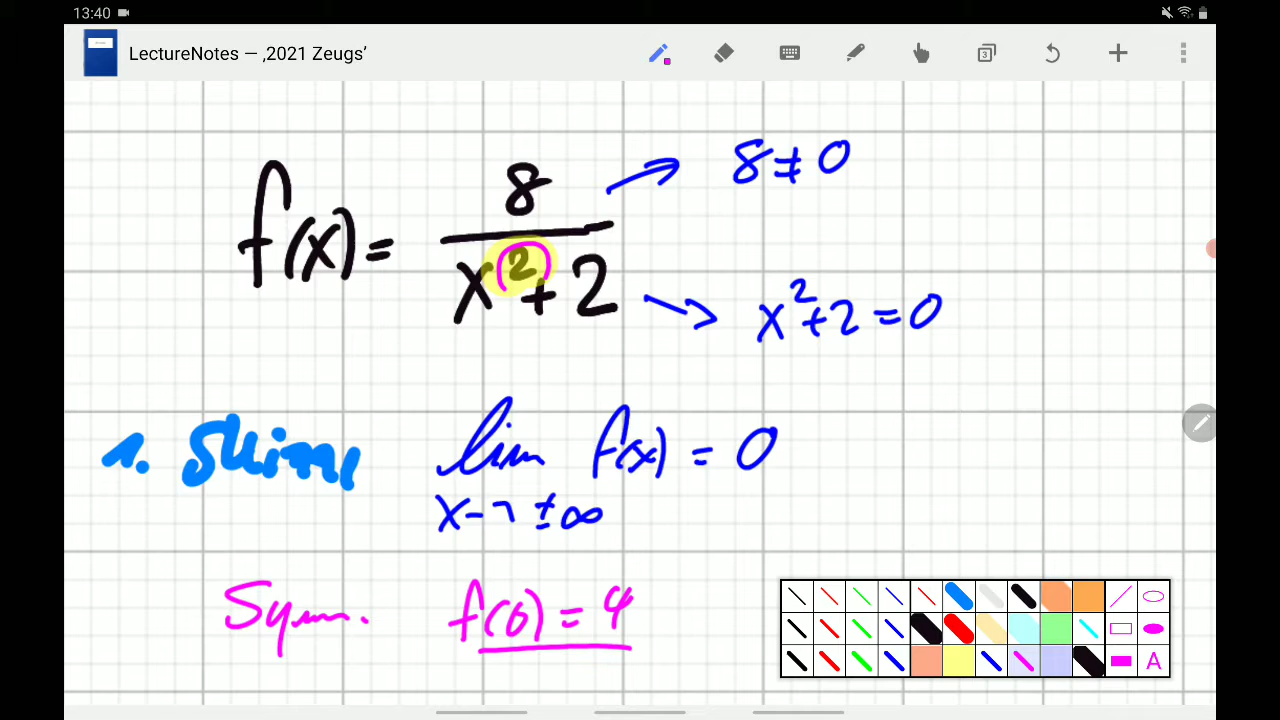 13:40
LectureNotes — ‚2021 Zeugs‘
3
8 ≠ 0
f(x) = 8 / (x² + 2)
x² + 2 = 0
1. lim f(x) = 0
x → ± ∞
Sym. f(0) = 4
A